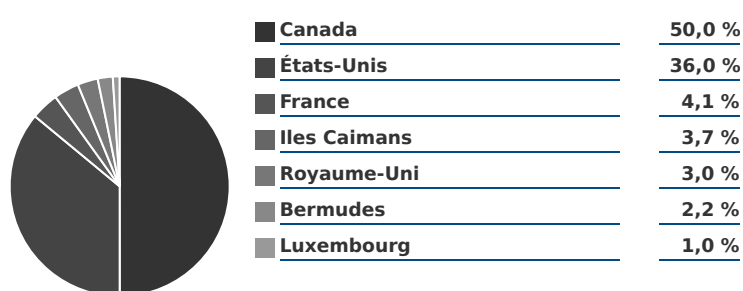 Canada 50,0 %
États-Unis 36,0 %
France 4,1 %
Iles Caimans 3,7 %
Royaume-Uni 3,0 %
Bermudes 2,2 %
Luxembourg 1,0 %